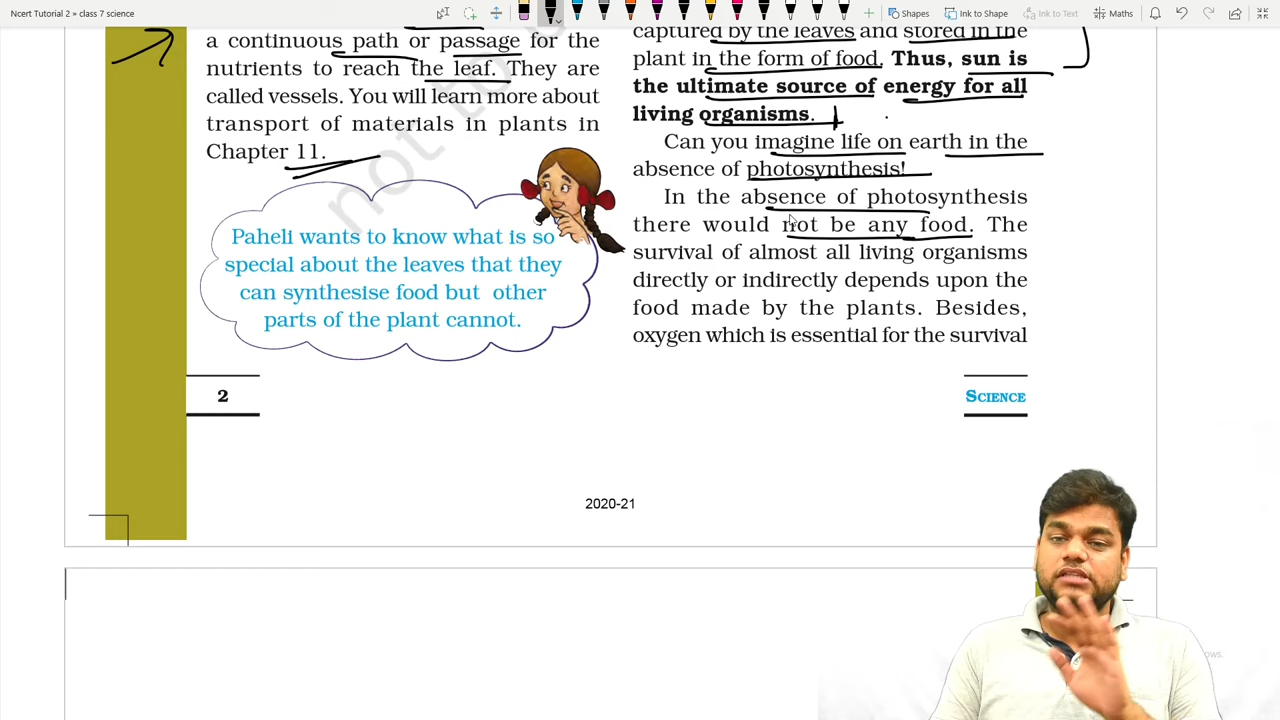 Ncert Tutorial 2 » class 7 science
Shapes
Ink to Shape
Ink to Text
Maths
a continuous path or passage for the
nutrients to reach the leaf. They are
called vessels. You will learn more about
transport of materials in plants in
Chapter 11.
not to
Paheli wants to know what is so
special about the leaves that they
can synthesise food but other
parts of the plant cannot.
2
captured by the leaves and stored in the
plant in the form of food. Thus, sun is
the ultimate source of energy for all
living organisms.
Can you imagine life on earth in the
absence of photosynthesis!
In the absence of photosynthesis
there would not be any food. The
survival of almost all living organisms
directly or indirectly depends upon the
food made by the plants. Besides,
oxygen which is essential for the survival
SCIENCE
2020-21